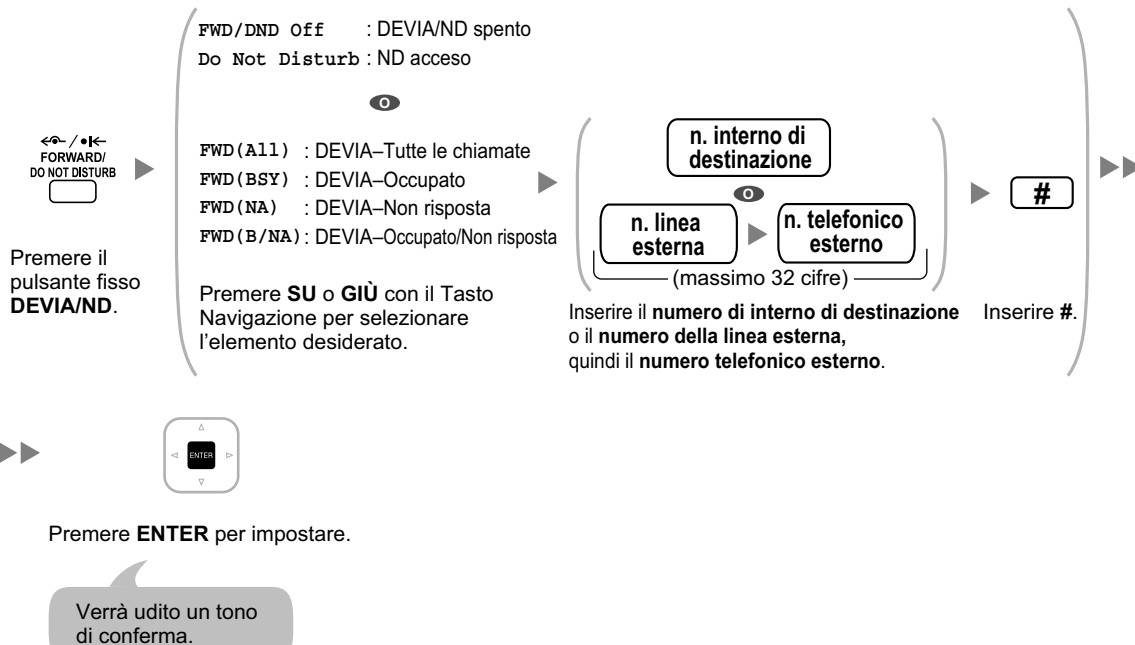 FWD/DND Off : DEVIA/ND spento
Do Not Disturb : ND acceso
O
FORWARD/
DO NOT DISTURB
Premere il
pulsante fisso
DEVIA/ND.
FWD(All) : DEVIA–Tutte le chiamate
FWD(BSY) : DEVIA–Occupato
FWD(NA) : DEVIA–Non risposta
FWD(B/NA) : DEVIA–Occupato/Non risposta
Premere SU o GIÙ con il Tasto
Navigazione per selezionare
l'elemento desiderato.
n. interno di
destinazione
O
n. linea
esterna
n. telefonico
esterno
(massimo 32 cifre)
Inserire il numero di interno di destinazione
o il numero della linea esterna,
quindi il numero telefonico esterno.
#
Inserire #.
ENTER
Premere ENTER per impostare.
Verrà udito un tono
di conferma.